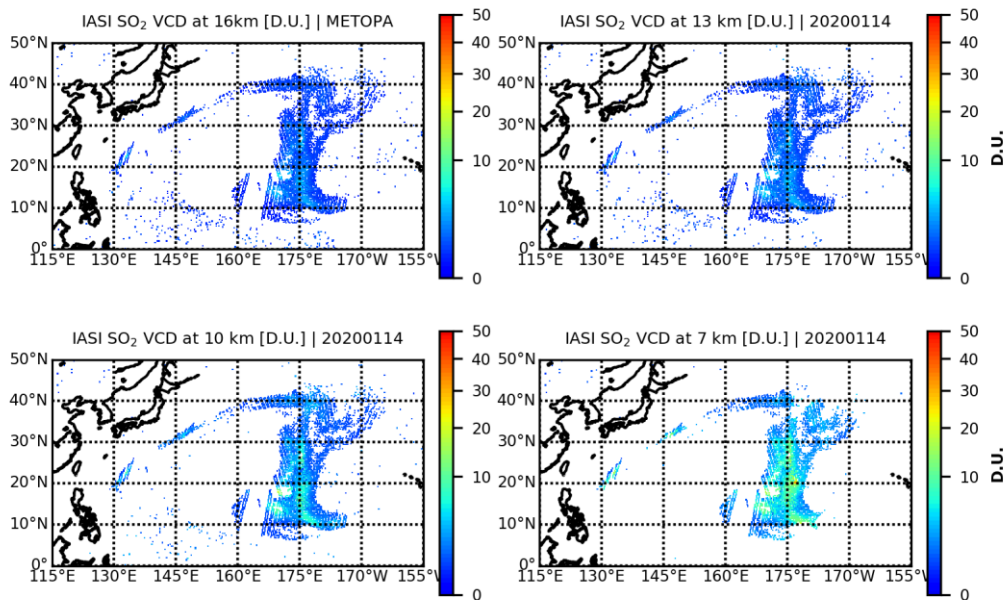 IASI SO₂ VCD at 16km [D.U.] | METOPA
50°N
40°N
30°N
20°N
10°N
0°
115°E 130°E 145°E 160°E 175°E 170°W 155°W
50
40
30
20
10
0
IASI SO₂ VCD at 13 km [D.U.] | 20200114
50°N
40°N
30°N
20°N
10°N
0°
115°E 130°E 145°E 160°E 175°E 170°W 155°W
50
40
30
20
10
0
D.U.
IASI SO₂ VCD at 10 km [D.U.] | 20200114
50°N
40°N
30°N
20°N
10°N
0°
115°E 130°E 145°E 160°E 175°E 170°W 155°W
50
40
30
20
10
0
IASI SO₂ VCD at 7 km [D.U.] | 20200114
50°N
40°N
30°N
20°N
10°N
0°
115°E 130°E 145°E 160°E 175°E 170°W 155°W
50
40
30
20
10
0
D.U.